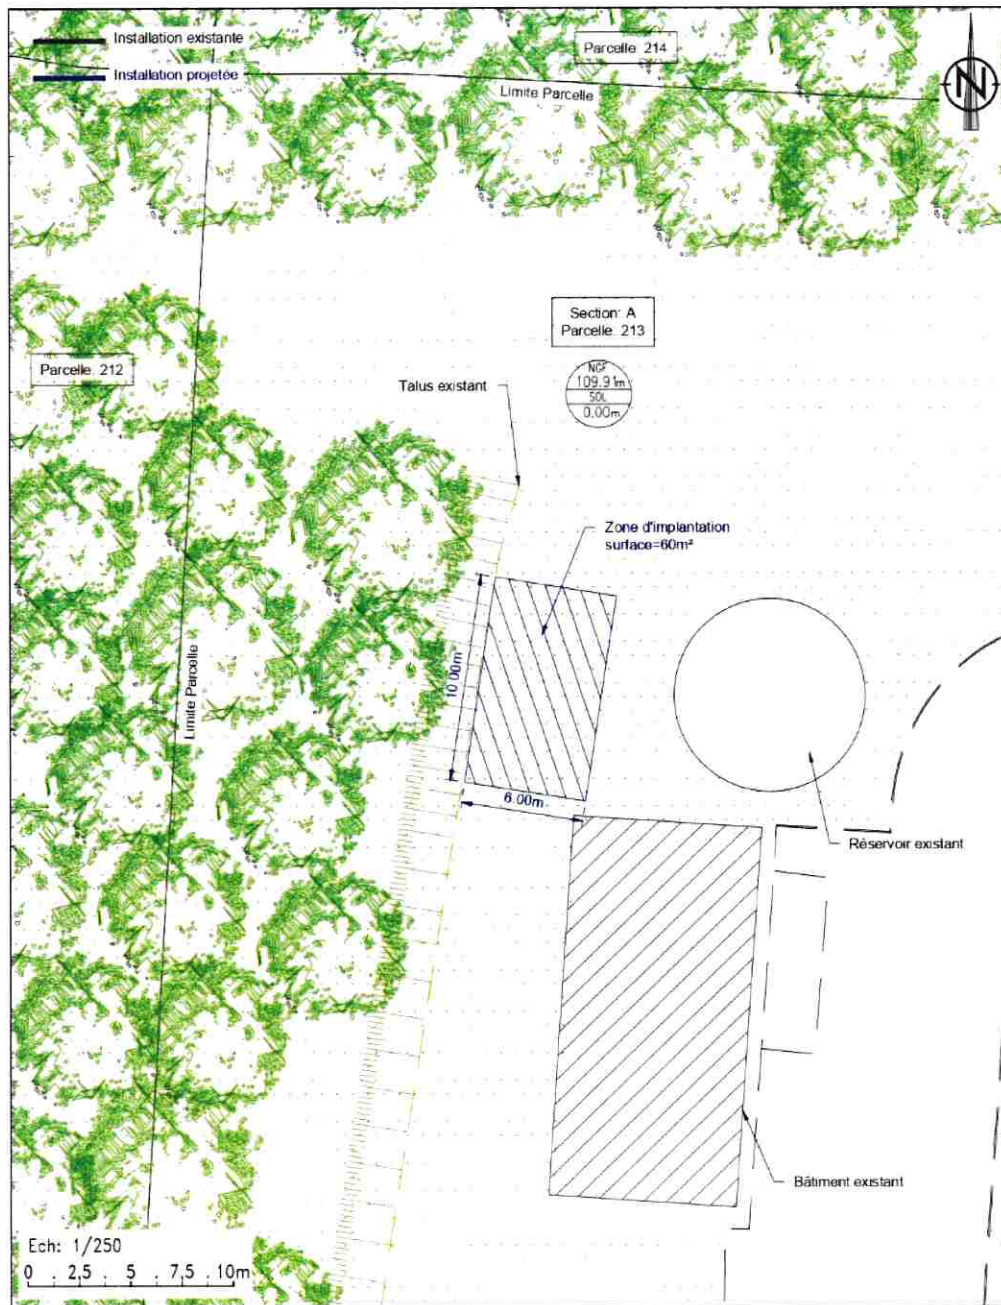 Installation existante
Installation projetée
Parcelle: 214
Limite Parcelle
N
Section: A
Parcelle: 213
NGF
109.91m
SOL
0.00m
Parcelle: 212
Talus existant
Zone d'implantation
surface=60m²
10.00m
Limite Parcelle
6.00m
Réservoir existant
Bâtiment existant
Ech: 1/250
0 2,5 5 7,5 10m